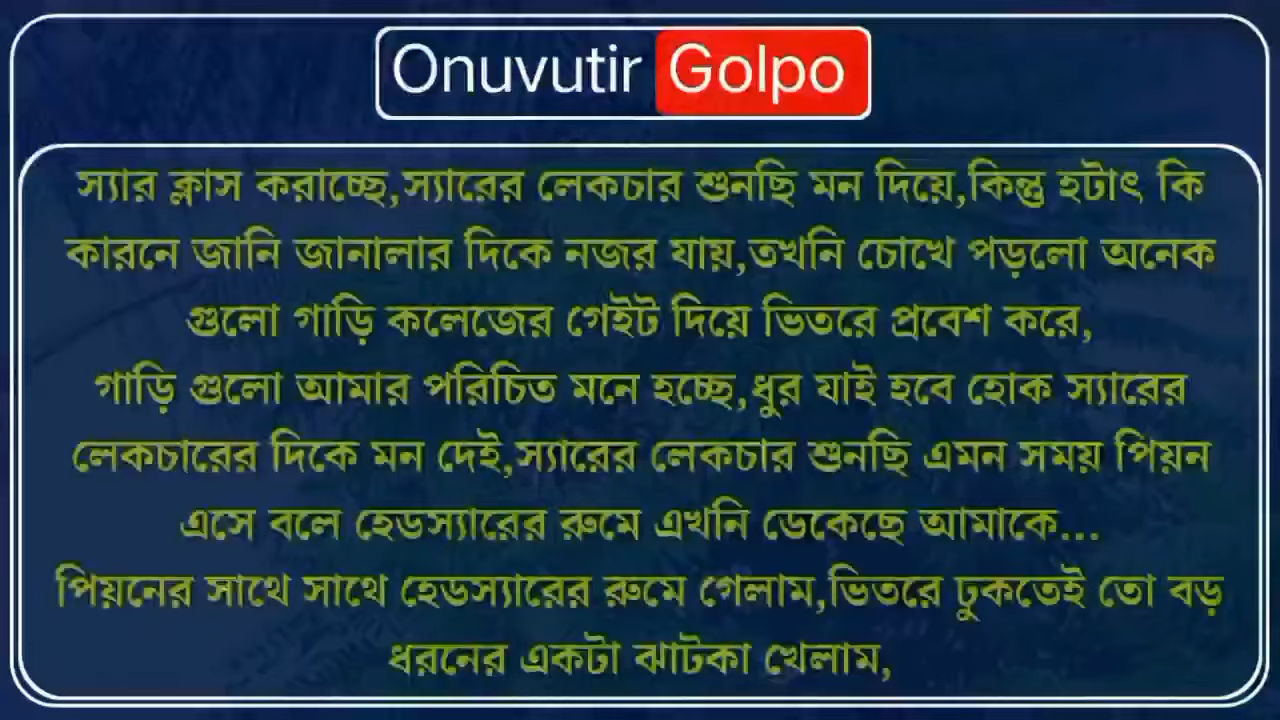 Onuvutir Golpo
স্যার ক্লাস করাচ্ছে,স্যারের লেকচার শুনছি মন দিয়ে,কিন্তু হটাৎ কি
কারনে জানি জানালার দিকে নজর যায়,তখনি চোখে পড়লো অনেক
গুলো গাড়ি কলেজের গেইট দিয়ে ভিতরে প্রবেশ করে,
গাড়ি গুলো আমার পরিচিত মনে হচ্ছে,ধুর যাই হবে হোক স্যারের
লেকচারের দিকে মন দেই,স্যারের লেকচার শুনছি এমন সময় পিয়ন
এসে বলে হেডস্যারের রুমে এখনি ডেকেছে আমাকে...
পিয়নের সাথে সাথে হেডস্যারের রুমে গেলাম,ভিতরে ঢুকতেই তো বড়
ধরনের একটা ঝাটকা খেলাম,